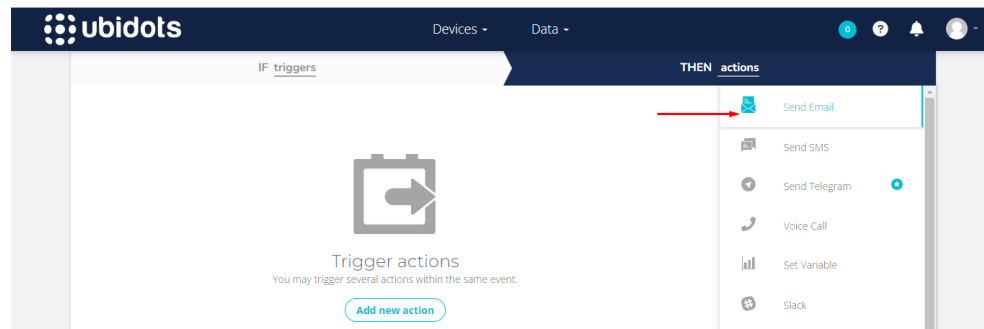 ubidots
Devices
Data
0
?
IF triggers
THEN actions
Send Email
Send SMS
Send Telegram
Voice Call
Set Variable
Slack
Trigger actions
You may trigger several actions within the same event.
Add new action